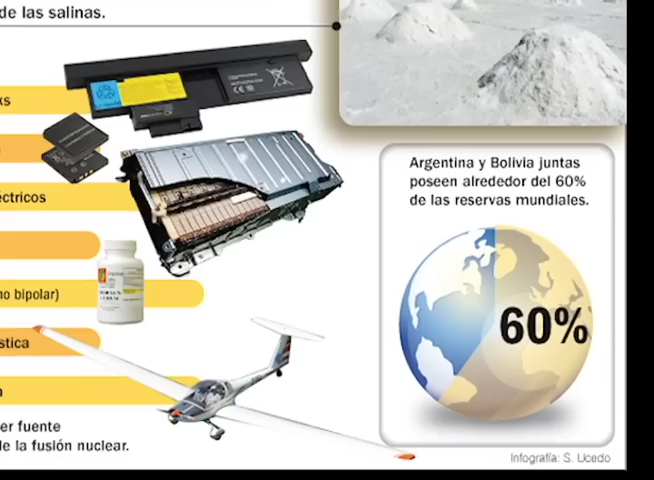 de las salinas.
ks
éctricos
no bipolar)
stica
n
er fuente
de la fusión nuclear.
Argentina y Bolivia juntas
poseen alrededor del 60%
de las reservas mundiales.
60%
Infografía: S. Ucedo